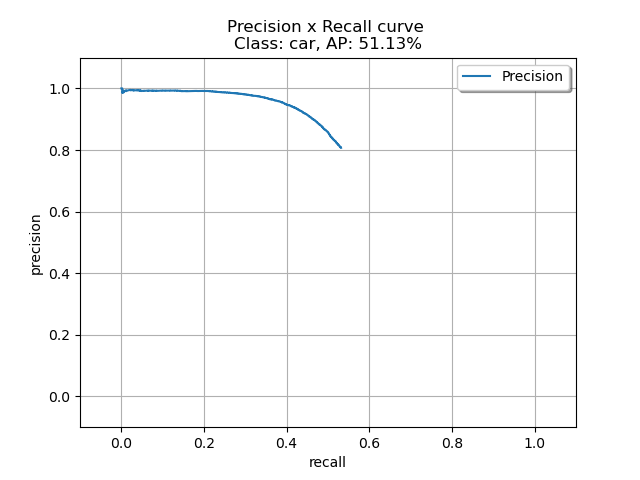 Precision x Recall curve
Class: car, AP: 51.13%
Precision
1.0
0.8
0.6
0.4
0.2
0.0
precision
0.0 0.2 0.4 0.6 0.8 1.0
recall